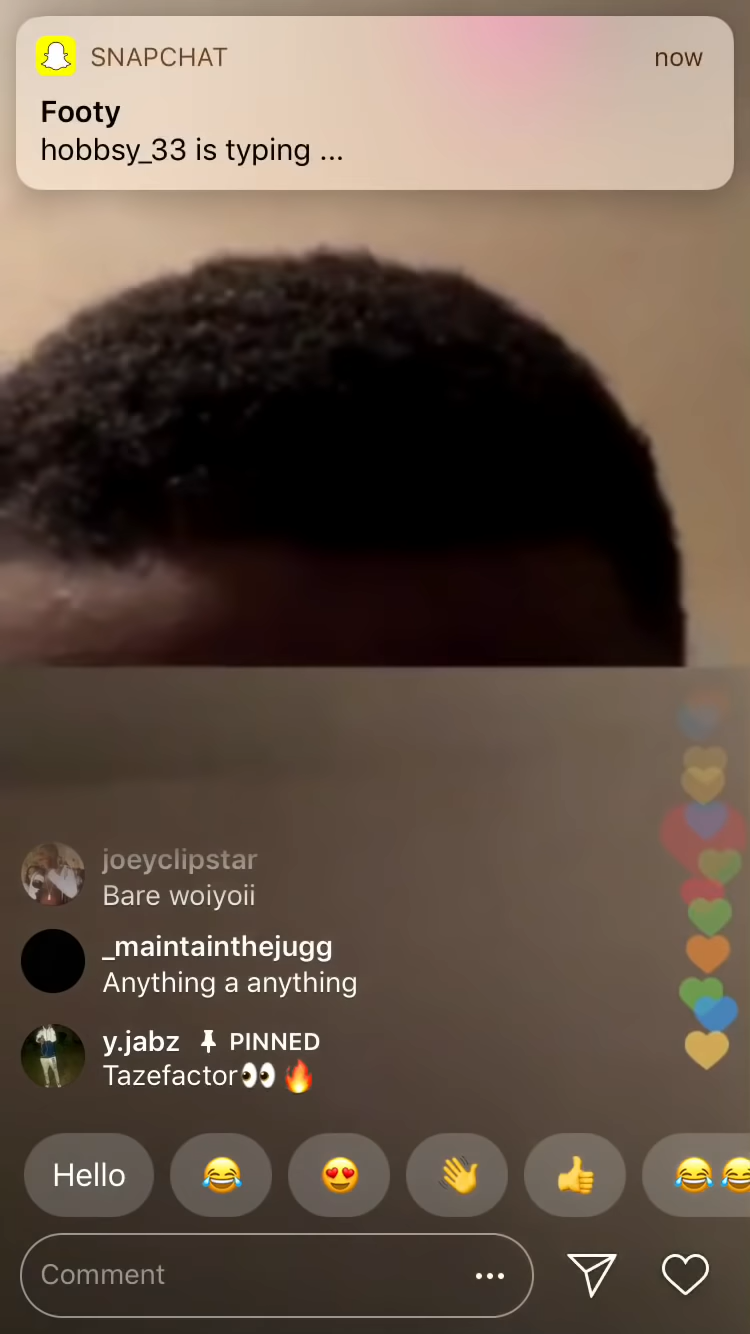 SNAPCHAT now
Footy
hobbsy_33 is typing ...
joeyclipstar
Bare woiyoii
_maintainthejugg
Anything a anything
y.jabz PINNED
Tazefactor👀🔥
Hello 😂 😍 👋 👍 😂😂
Comment